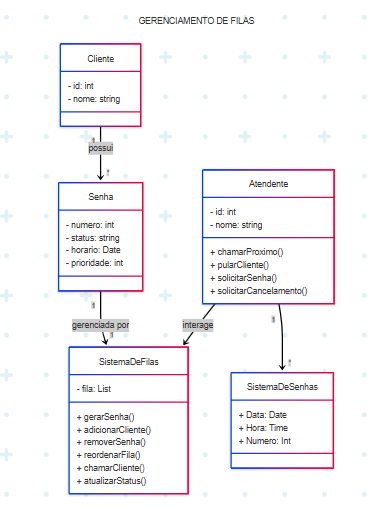 GERENCIAMENTO DE FILAS
Cliente
- id: int
- nome: string
possui
Senha
- numero: int
- status: string
- horario: Date
- prioridade: int
Atendente
- id: int
- nome: string
+ chamarProximo()
+ pularCliente()
+ solicitarSenha()
+ solicitarCancelamento()
gerenciada por
interage
SistemaDeFilas
- fila: List
+ gerarSenha()
+ adicionarCliente()
+ removerSenha()
+ reordenarFila()
+ chamarCliente()
+ atualizarStatus()
SistemaDeSenhas
+ Data: Date
+ Hora: Time
+ Numero: Int